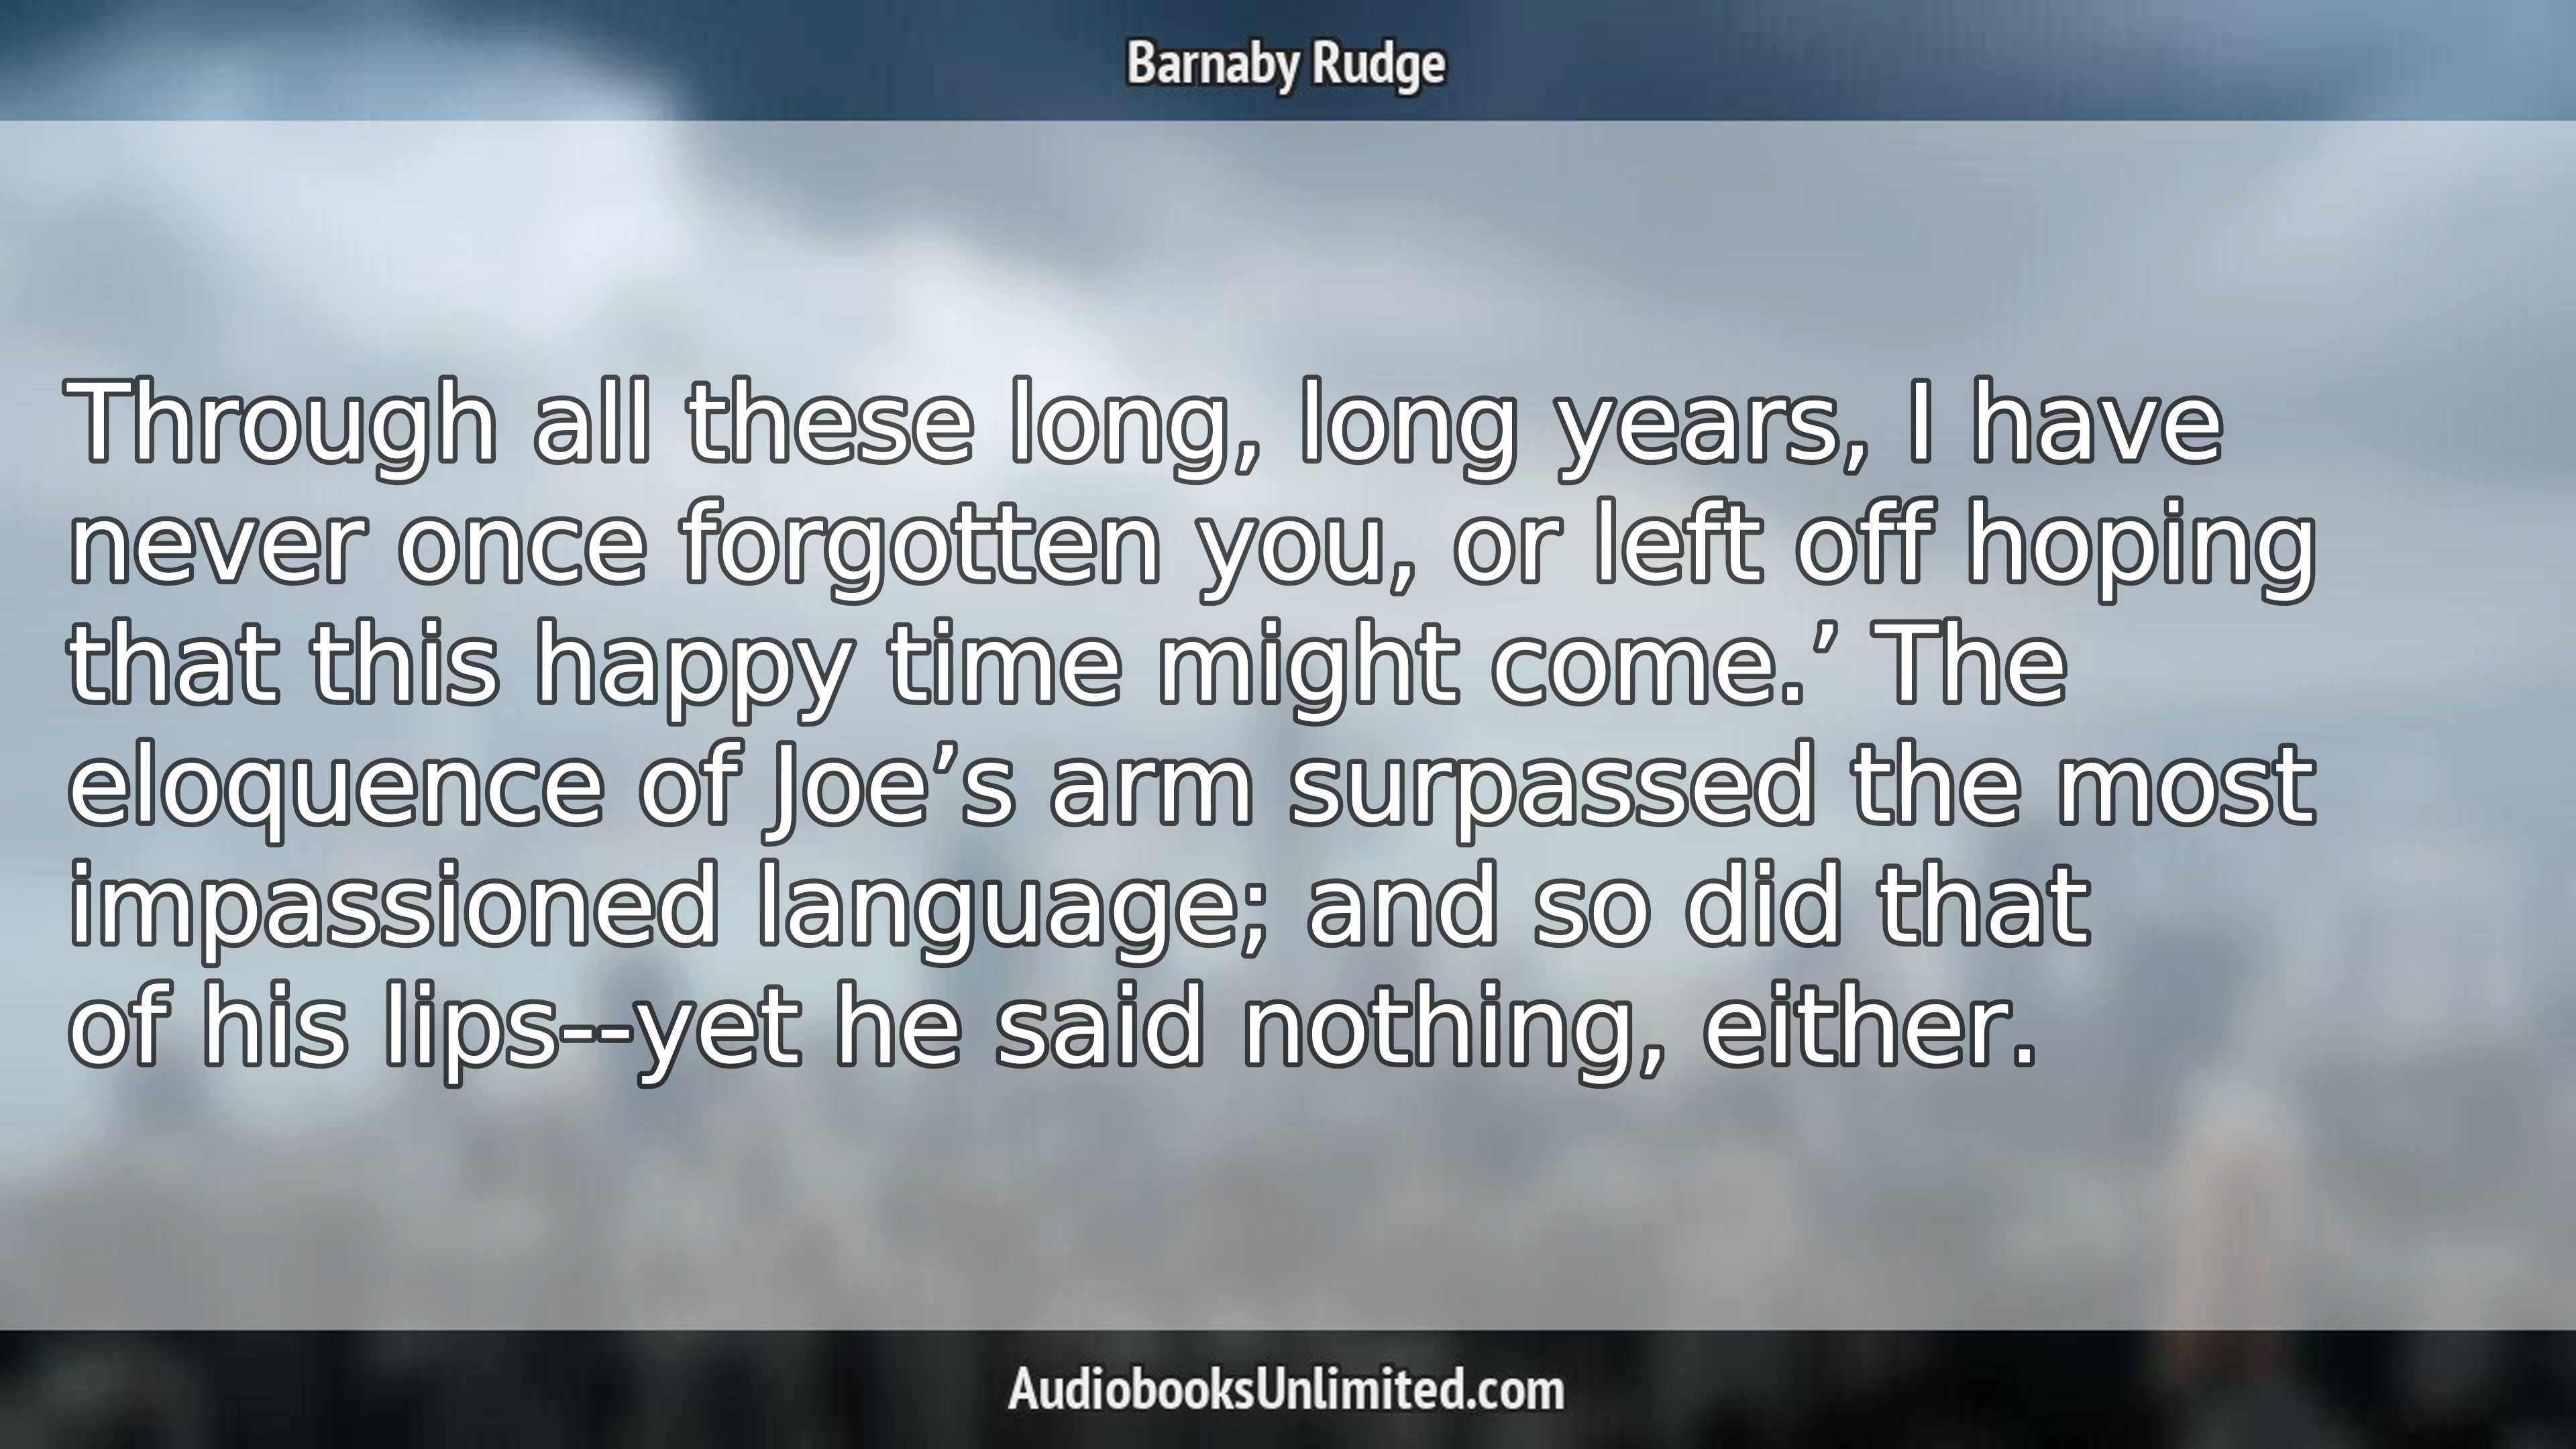 Barnaby Rudge
Through all these long, long years, I have
never once forgotten you, or left off hoping
that this happy time might come.’ The
eloquence of Joe’s arm surpassed the most
impassioned language; and so did that
of his lips--yet he said nothing, either.
AudiobooksUnlimited.com